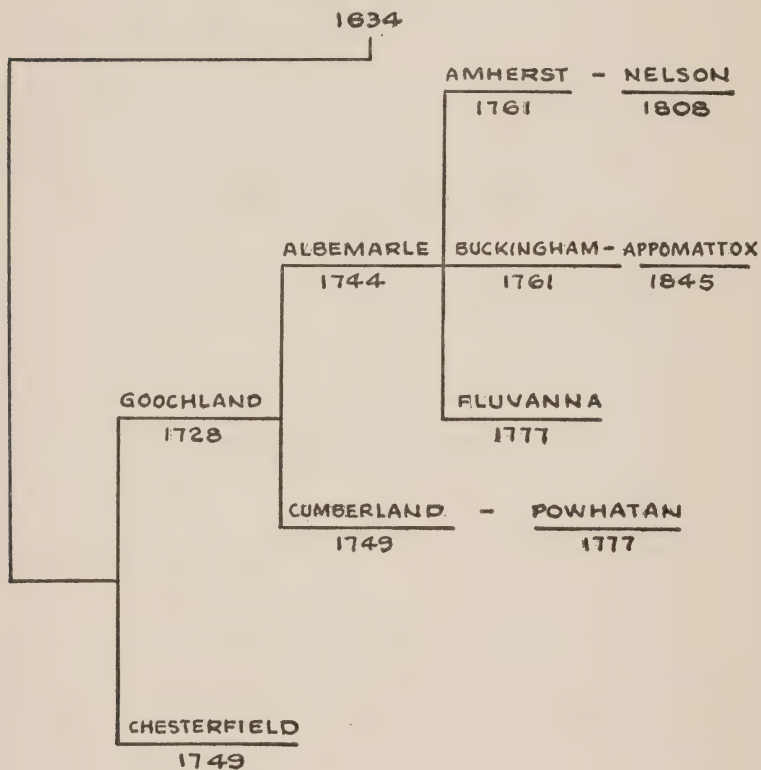 1634
AMHERST - NELSON
1761 1808
ALBEMARLE BUCKINGHAM - APPOMATTOX
1744 1761 1845
GOOCHLAND FLUVANNA
1728 1777
CUMBERLAND - POWHATAN
1749 1777
CHESTERFIELD
1749